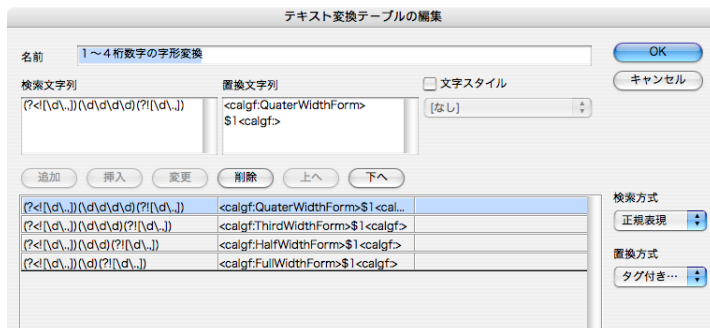 テキスト変換テーブルの編集
名前
1〜4桁数字の字形変換
OK
キャンセル
検索文字列
置換文字列
文字スタイル
(?<![\d\.,])(\d\d\d\d)(?![\d\.,])
<calgf:QuaterWidthForm>
$1<calgf:>
[なし]
追加
挿入
変更
削除
上へ
下へ
(?<![\d\.,])(\d\d\d\d)(?![\d\.,]) <calgf:QuaterWidthForm>$1<cal...
(?<![\d\.,])(\d\d\d)(?![\d\.,]) <calgf:ThirdWidthForm>$1<calgf:>
(?<![\d\.,])(\d\d)(?![\d\.,]) <calgf:HalfWidthForm>$1<calgf:>
(?<![\d\.,])(\d)(?![\d\.,]) <calgf:FullWidthForm>$1<calgf:>
検索方式
正規表現
置換方式
タグ付き…